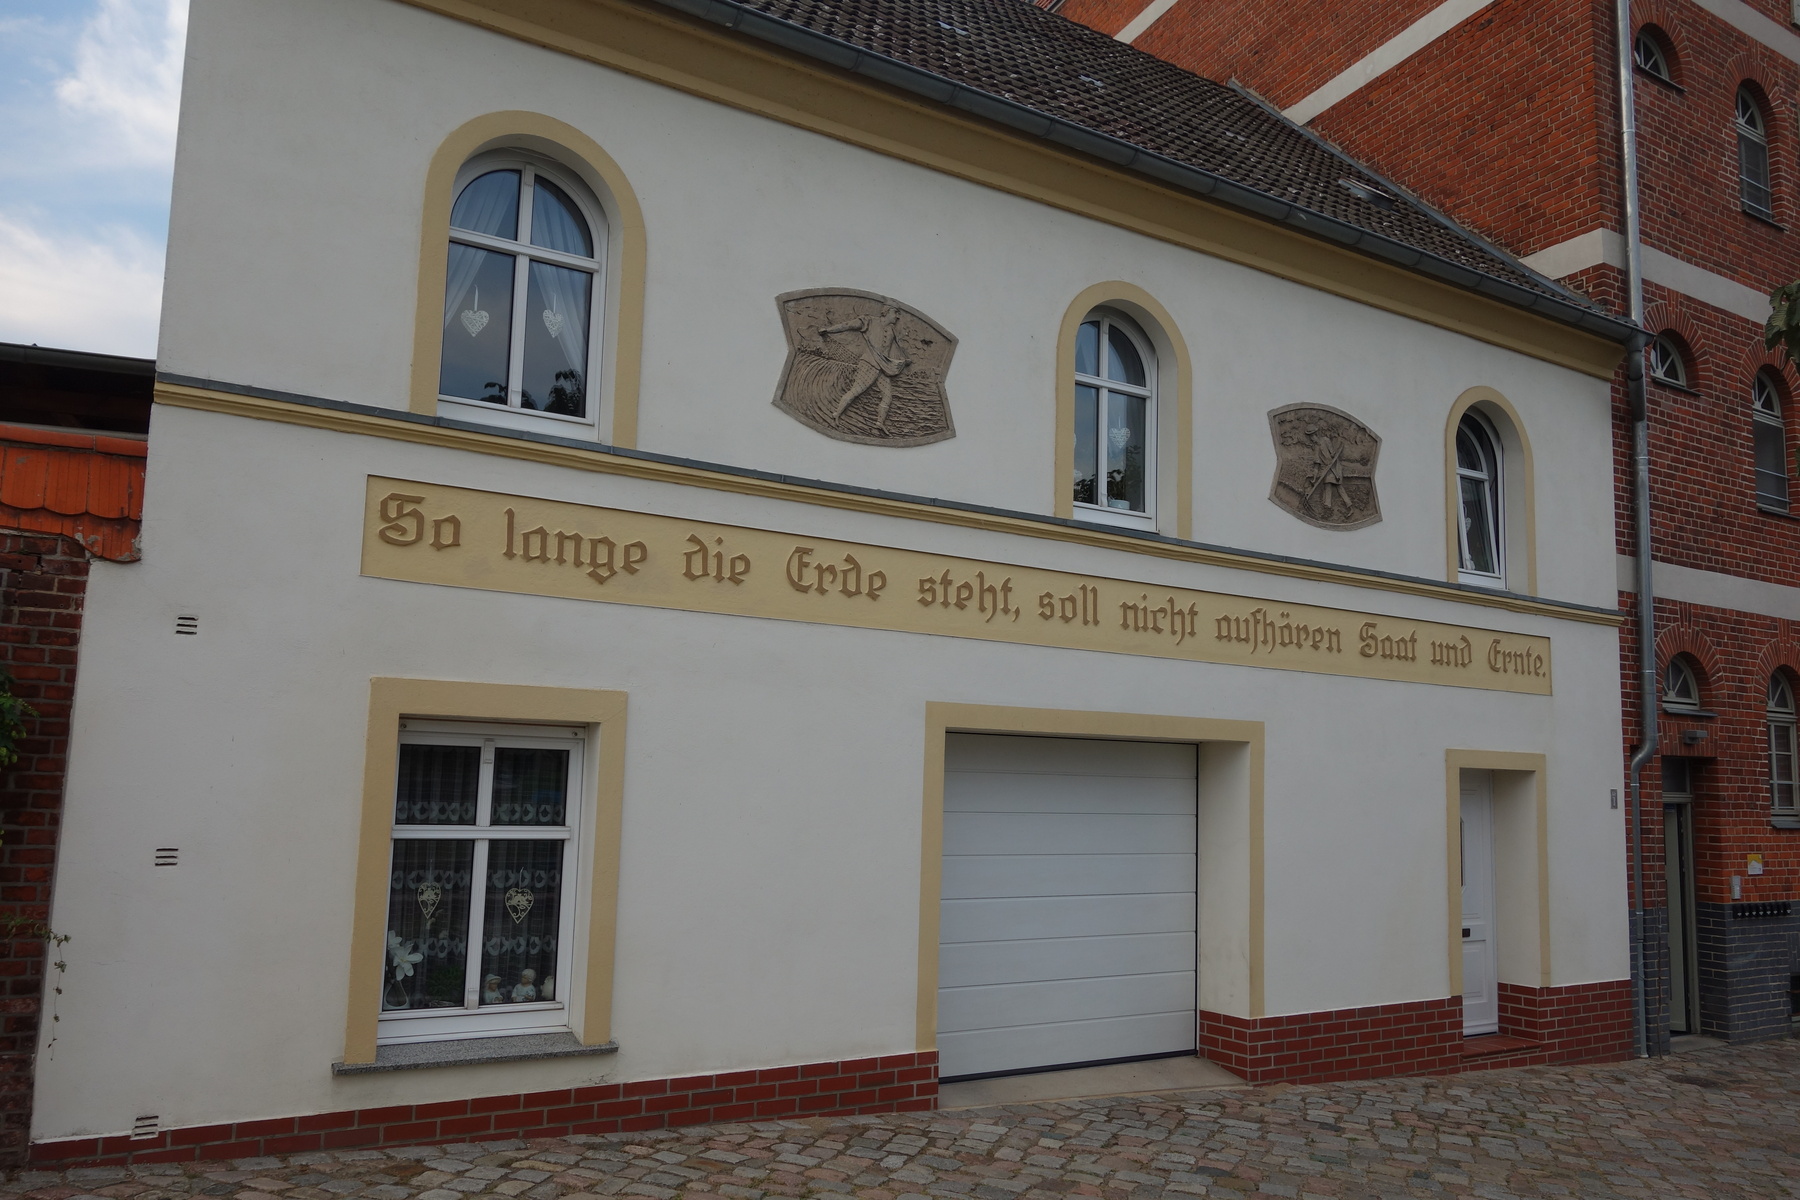 So lange die Erde steht, soll nicht aufhören Saat und Ernte.